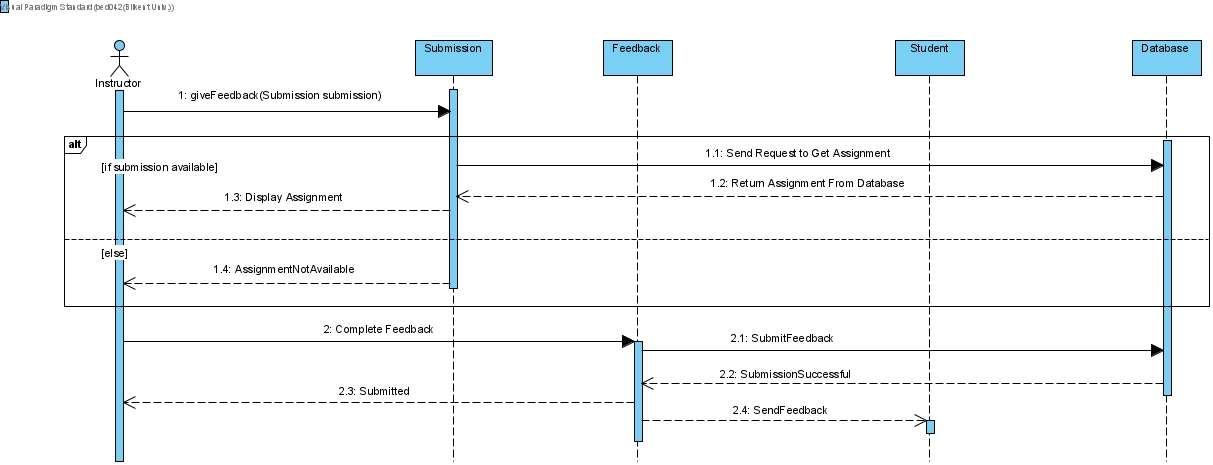 Visual Paradigm Standard(bed042(Bilkent Univ.))
Instructor
Submission
Feedback
Student
Database
1: giveFeedback(Submission submission)
alt
[if submission available]
1.1: Send Request to Get Assignment
1.2: Return Assignment From Database
1.3: Display Assignment
[else]
1.4: AssignmentNotAvailable
2: Complete Feedback
2.1: SubmitFeedback
2.2: SubmissionSuccessful
2.3: Submitted
2.4: SendFeedback